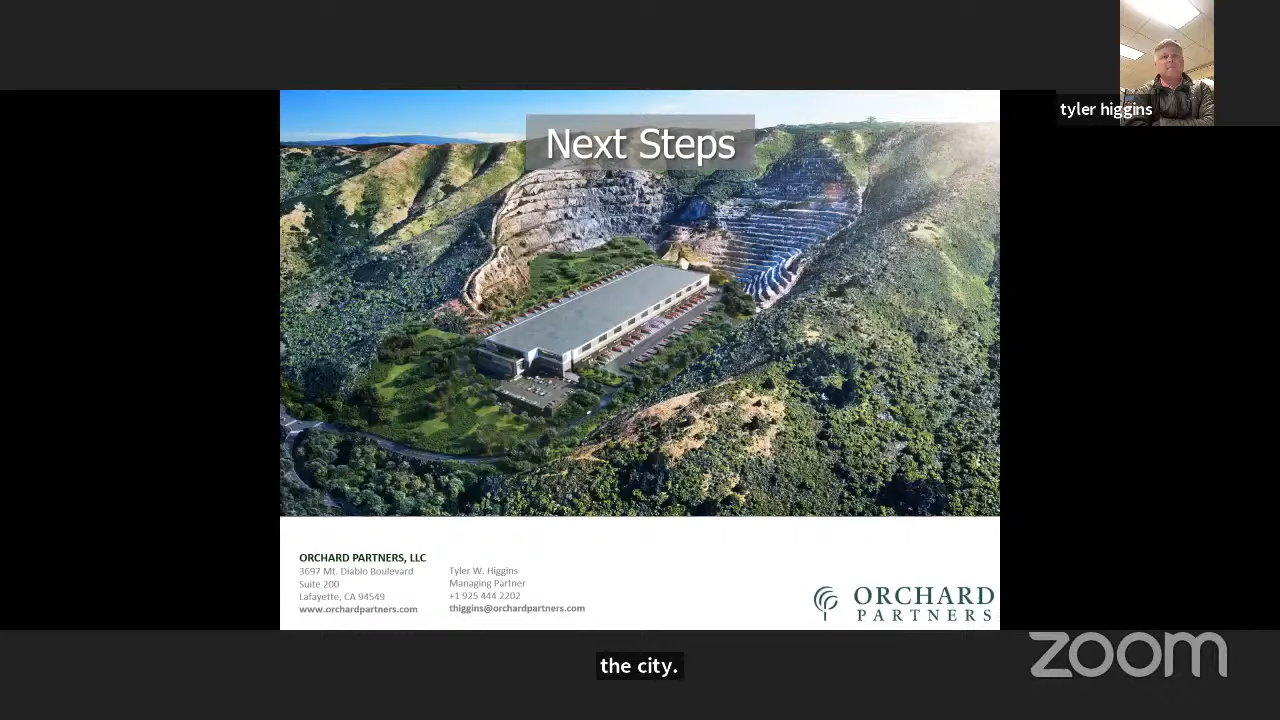 tyler higgins
Next Steps
ORCHARD PARTNERS, LLC
3697 Mt. Diablo Boulevard
Suite 200
Lafayette, CA 94549
www.orchardpartners.com
Tyler W. Higgins
Managing Partner
+1 925 444 2202
thiggins@orchardpartners.com
ORCHARD
PARTNERS
the city.
zoom